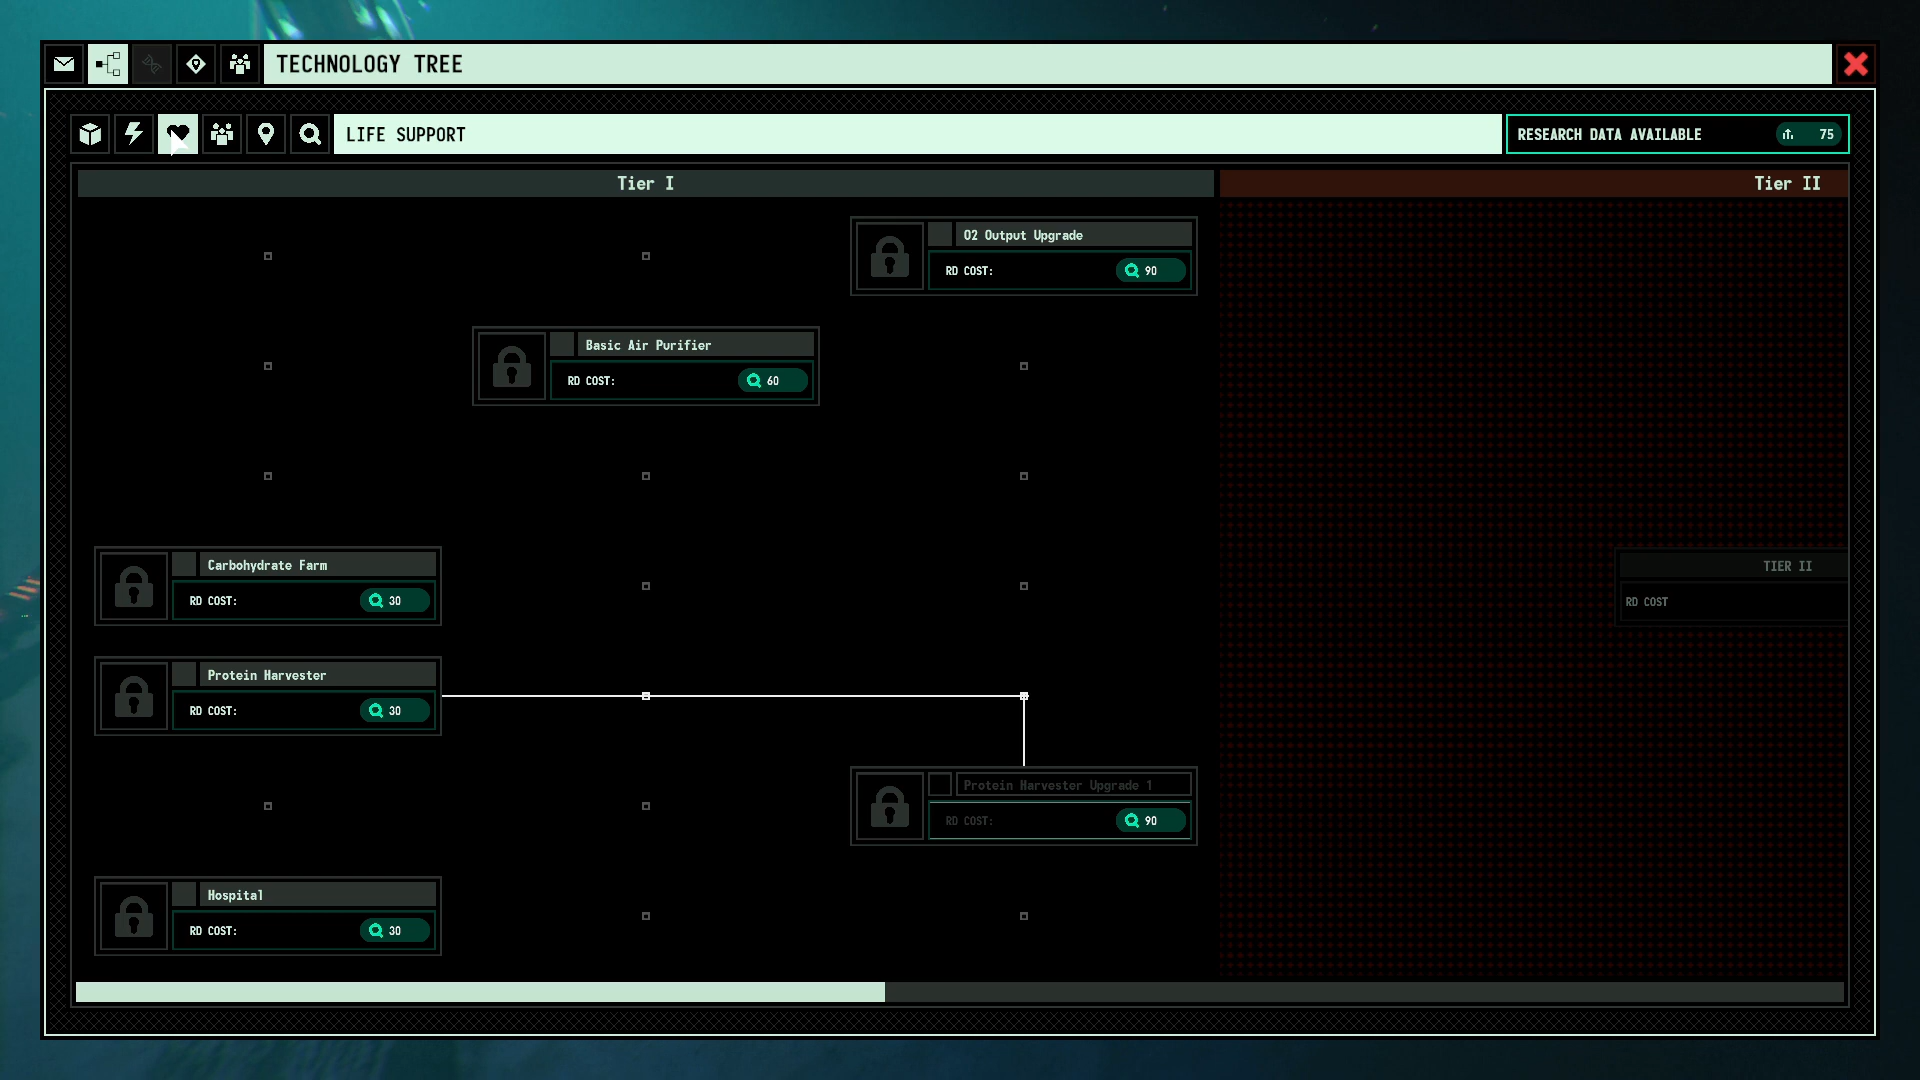 TECHNOLOGY TREE
LIFE SUPPORT
RESEARCH DATA AVAILABLE 75
Tier I
Tier II
O2 Output Upgrade
RD COST: 90
Basic Air Purifier
RD COST: 60
Carbohydrate Farm
RD COST: 30
TIER II
RD COST
Protein Harvester
RD COST: 30
Protein Harvester Upgrade 1
RD COST: 90
Hospital
RD COST: 30